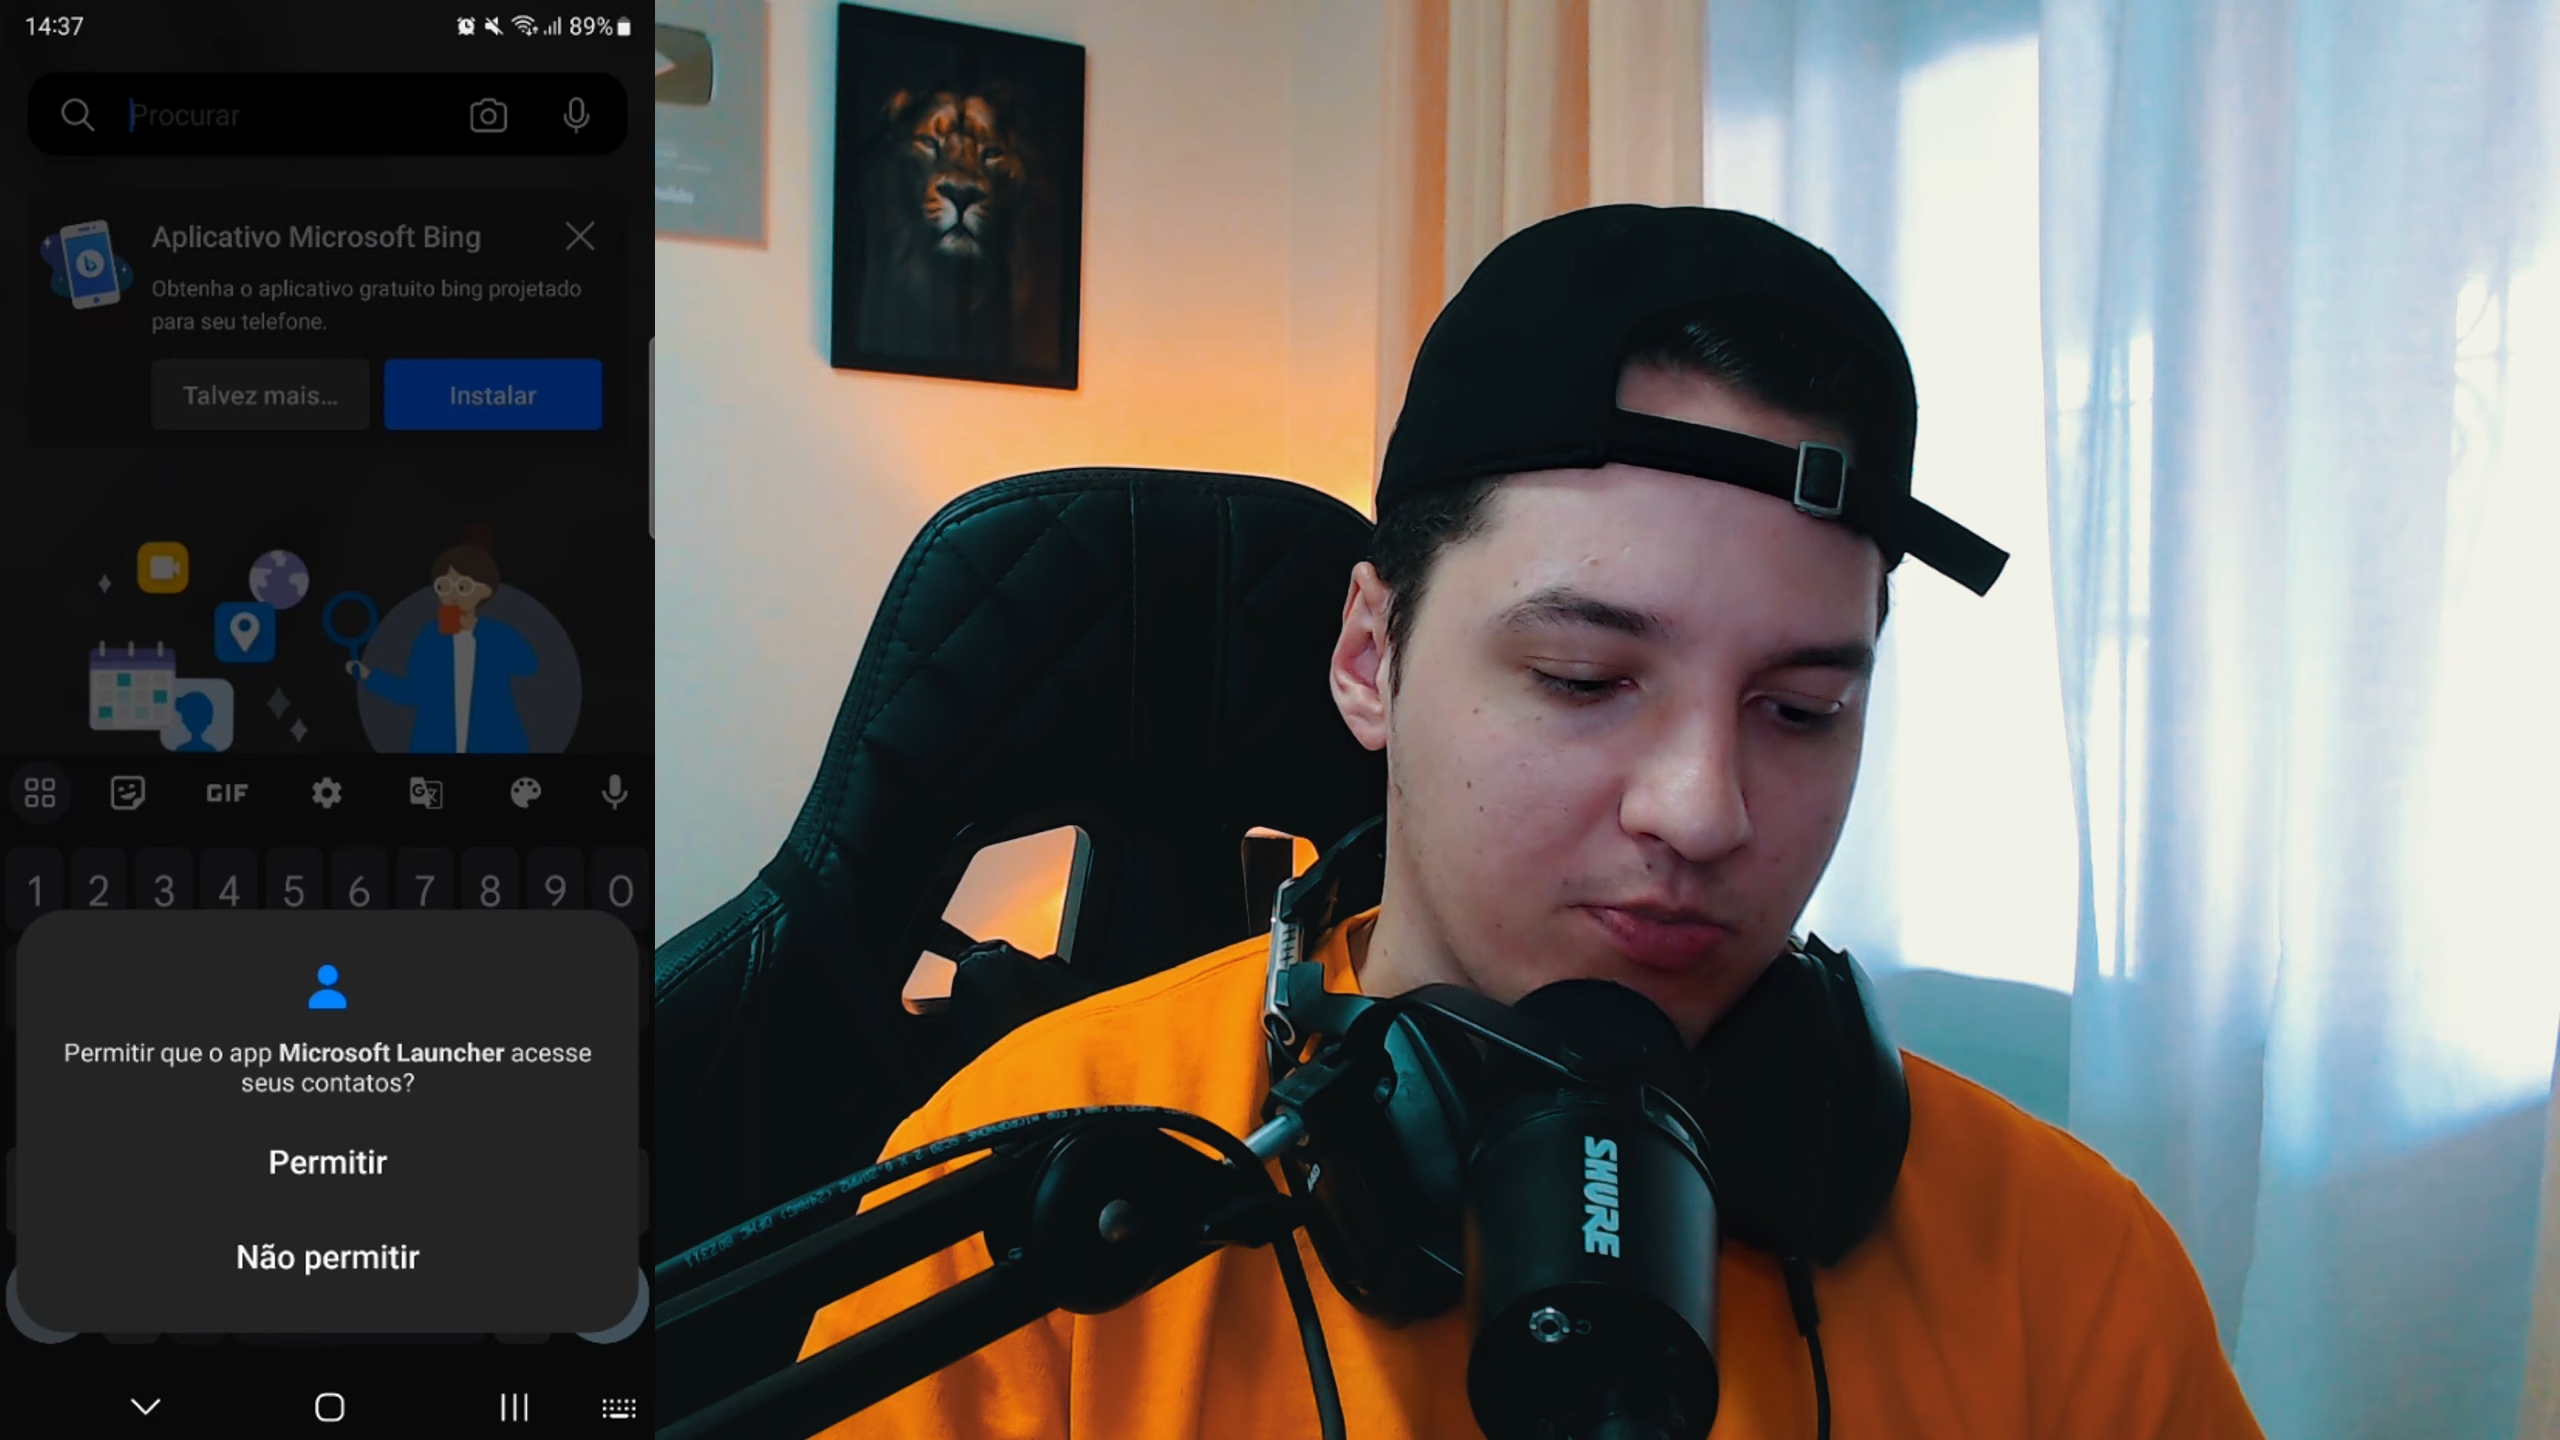 14:37
89%
Procurar
Aplicativo Microsoft Bing
Obtenha o aplicativo gratuito bing projetado
para seu telefone.
Talvez mais...
Instalar
GIF
1 2 3 4 5 6 7 8 9 0
Permitir que o app Microsoft Launcher acesse
seus contatos?
Permitir
Não permitir
SHURE